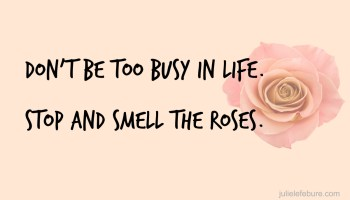 DON'T BE TOO BUSY IN LIFE.
STOP AND SMELL THE ROSES.
julielefebure.com